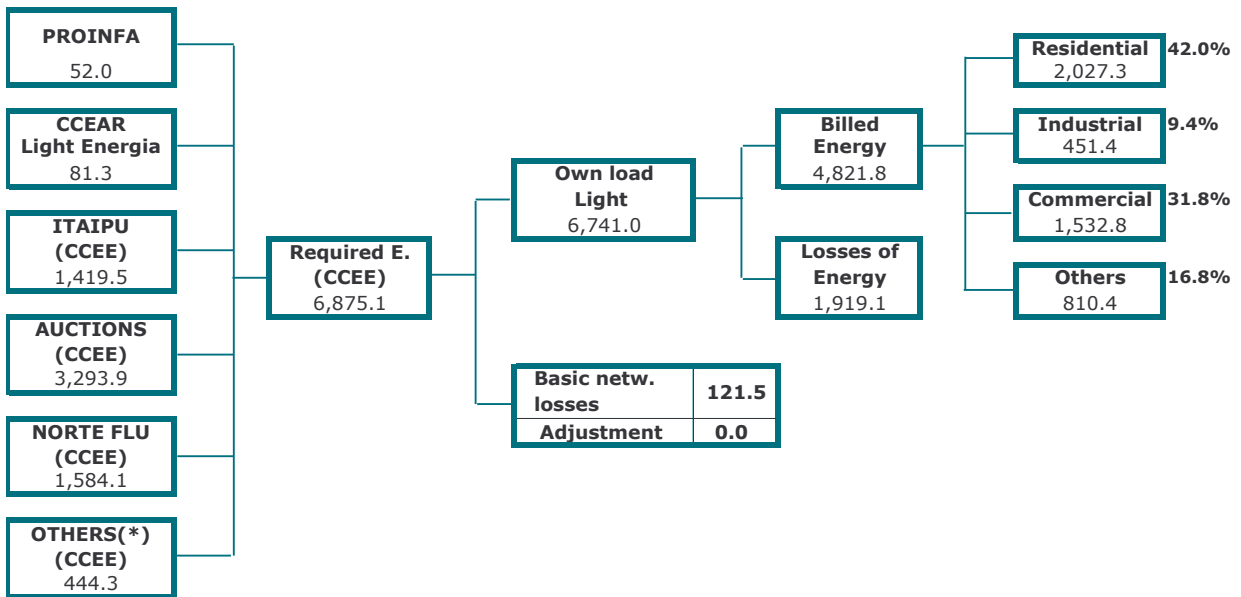 PROINFA
52.0
CCEAR
Light Energia
81.3
ITAIPU
(CCEE)
1,419.5
AUCTIONS
(CCEE)
3,293.9
NORTE FLU
(CCEE)
1,584.1
OTHERS(*)
(CCEE)
444.3
Required E.
(CCEE)
6,875.1
Own load
Light
6,741.0
Basic netw.
losses
121.5
Adjustment 0.0
Billed
Energy
4,821.8
Losses of
Energy
1,919.1
Residential 42.0%
2,027.3
Industrial 9.4%
451.4
Commercial 31.8%
1,532.8
Others 16.8%
810.4